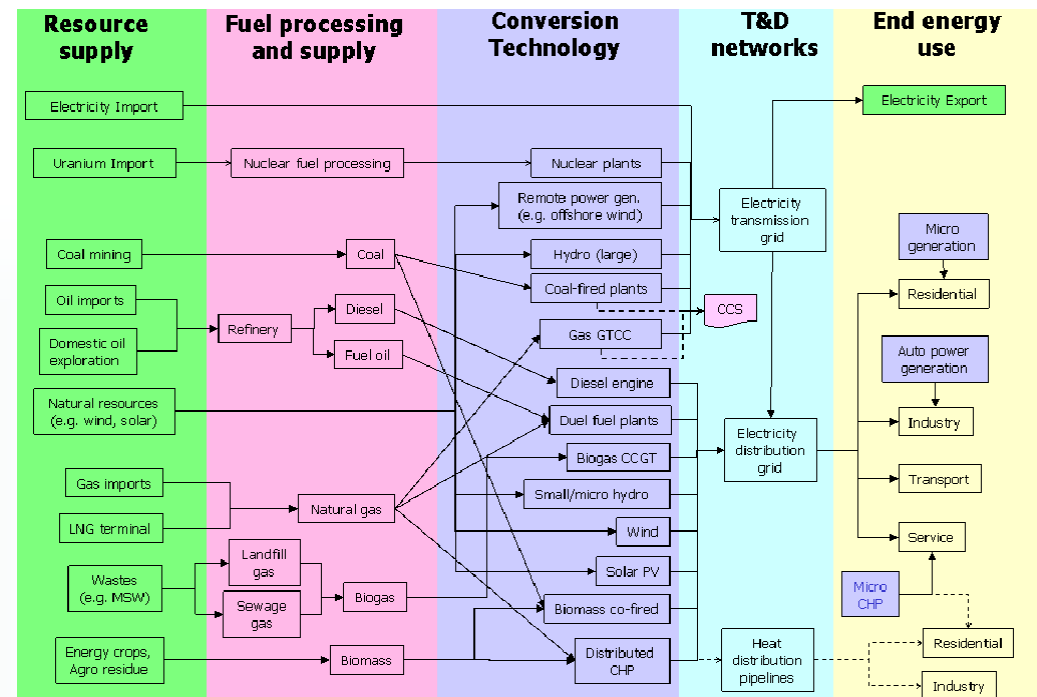 Resource
supply
Fuel processing
and supply
Conversion
Technology
T&D
networks
End energy
use
Electricity Import
Electricity Export
Uranium Import
Nuclear fuel processing
Nuclear plants
Remote power gen.
(e.g. offshore wind)
Electricity
transmission
grid
Micro
generation
Coal mining
Coal
Hydro (large)
Coal-fired plants
Residential
Oil imports
Diesel
CCS
Refinery
Gas GTCC
Domestic oil
exploration
Fuel oil
Auto power
generation
Diesel engine
Natural resources
(e.g. wind, solar)
Duel fuel plants
Industry
Electricity
distribution
grid
Biogas CCGT
Gas imports
Transport
Small/micro hydro
Natural gas
LNG terminal
Wind
Service
Landfill
gas
Wastes
(e.g. MSW)
Solar PV
Biogas
Micro
CHP
Sewage
gas
Biomass co-fired
Energy crops,
Agro residue
Biomass
Distributed
CHP
Heat
distribution
pipelines
Residential
Industry